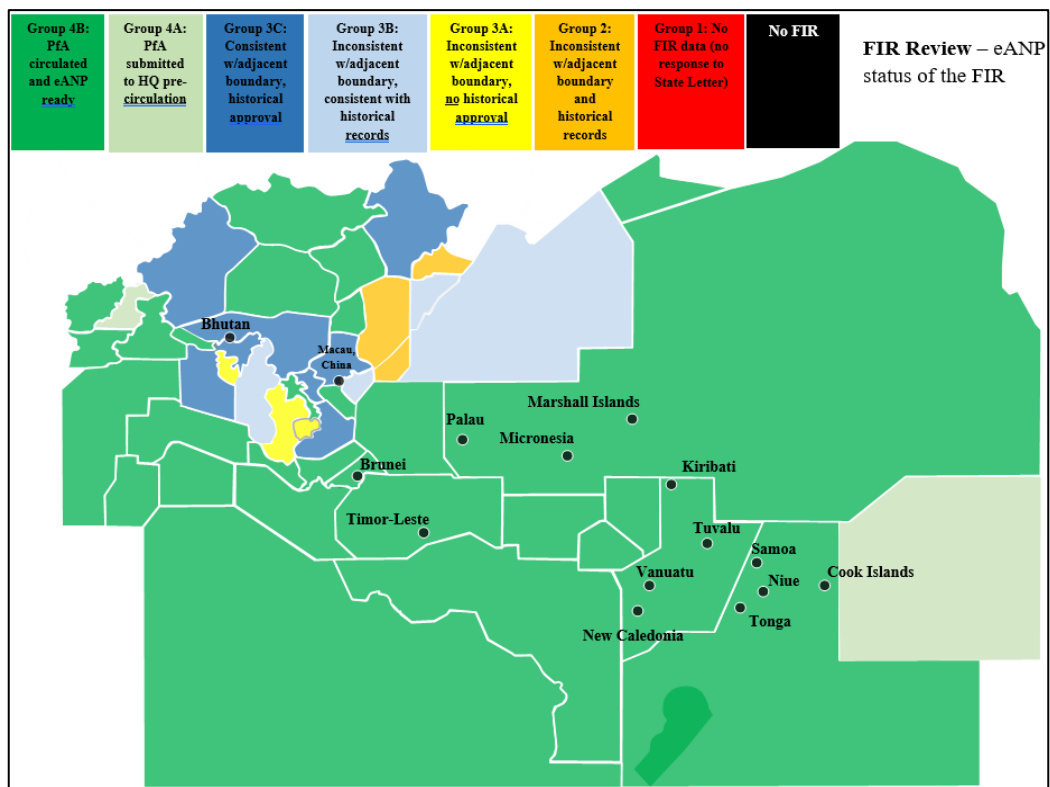 Group 4B:
PfA
circulated
and eANP
ready
Group 4A:
PfA
submitted
to HQ pre-
circulation
Group 3C:
Consistent
w/adjacent
boundary,
historical
approval
Group 3B:
Inconsistent
w/adjacent
boundary,
consistent with
historical
records
Group 3A:
Inconsistent
w/adjacent
boundary,
no historical
approval
Group 2:
Inconsistent
w/adjacent
boundary
and
historical
records
Group 1: No
FIR data (no
response to
State Letter)
No FIR
FIR Review – eANP
status of the FIR
Bhutan
Macau,
China
Marshall Islands
Palau
Micronesia
Brunei
Kiribati
Timor-Leste
Tuvalu
Samoa
Vanuatu
Niue
Cook Islands
New Caledonia
Tonga